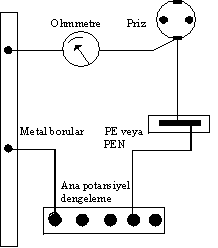 Ohmmetre Priz
Metal borular PE veya
PEN
Ana potansiyel
dengeleme